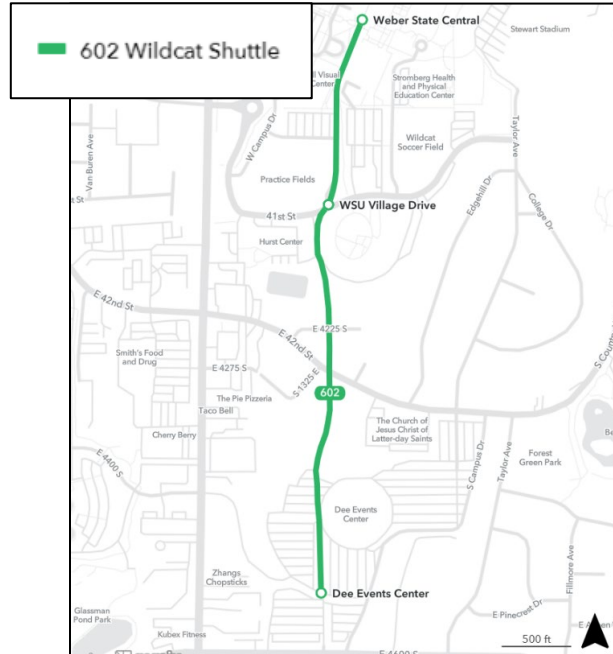 602 Wildcat Shuttle
Weber State Central
Stewart Stadium
Visual
Center
Stromberg Health
and Physical
Education Center
Van Buren Ave
W Campus Dr
Wildcat
Soccer Field
Taylor Ave
Practice Fields
Edgehill Dr
College Dr
WSU Village Drive
41st St
Hurst Center
E 42nd St
E 4225 S
E 42nd St
Smith's Food
and Drug
E 4275 S
S 1325 E
602
The Pie Pizzeria
Taco Bell
The Church of
Jesus Christ of
Latter-day Saints
Cherry Berry
E 4400 S
S Campus Dr
Taylor Ave
Forest
Green Park
Dee Events
Center
Zhangs
Chopsticks
Fillmore Ave
Dee Events Center
Glassman
Pond Park
E Pinecrest Dr
Kubex Fitness
500 ft
E 4600 S